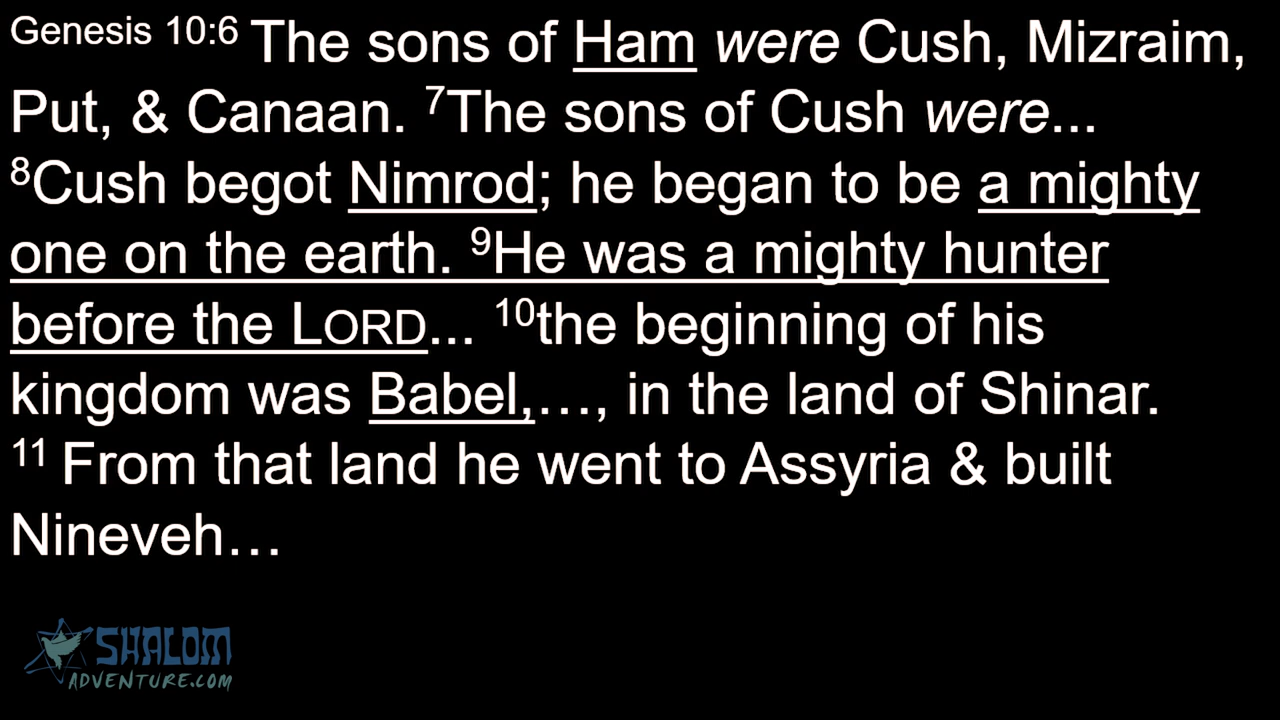 Genesis 10:6 The sons of Ham were Cush, Mizraim,
Put, & Canaan. 7The sons of Cush were...
8Cush begot Nimrod; he began to be a mighty
one on the earth. 9He was a mighty hunter
before the LORD... 10the beginning of his
kingdom was Babel,…, in the land of Shinar.
11 From that land he went to Assyria & built
Nineveh…
SHALOM
ADVENTURE.COM